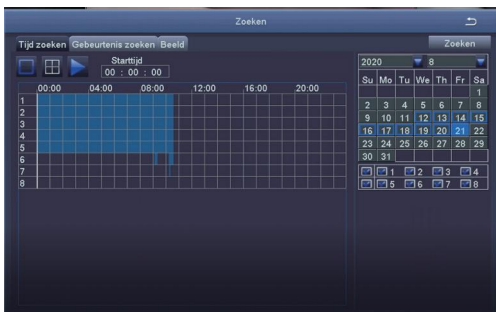 Zoeken
Tijd zoeken Gebeurtenis zoeken Beeld
Zoeken
Starttijd
00 : 00 : 00
2020 8
Su Mo Tu We Th Fr Sa
1
2 3 4 5 6 7 8
9 10 11 12 13 14 15
16 17 18 19 20 21 22
23 24 25 26 27 28 29
30 31
1 2 3 4
5 6 7 8
00:00 04:00 08:00 12:00 16:00 20:00
1
2
3
4
5
6
7
8